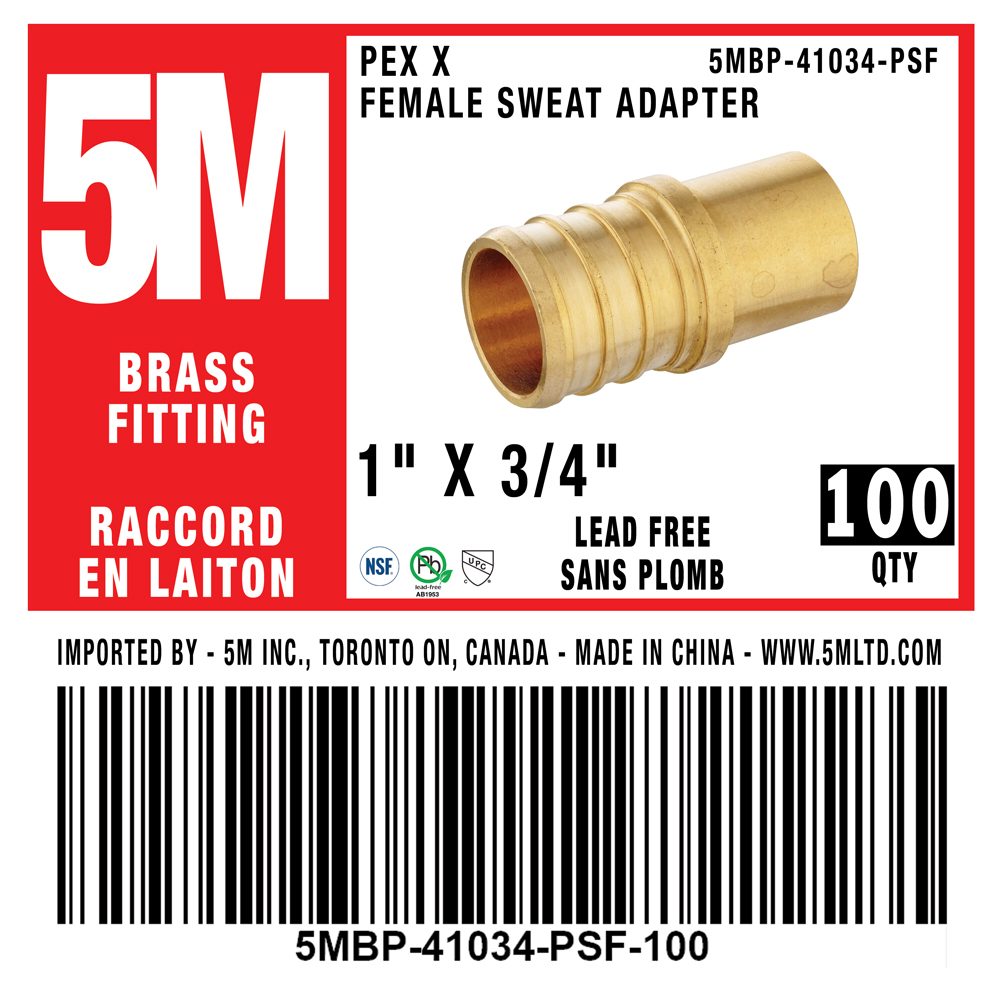 5M
BRASS
FITTING
RACCORD
EN LAITON
PEX X
5MBP-41034-PSF
FEMALE SWEAT ADAPTER
1" X 3/4"
100
QTY
LEAD FREE
SANS PLOMB
NSF.
Pb
lead-free
AB1953
UPC
C ®
IMPORTED BY - 5M INC., TORONTO ON, CANADA - MADE IN CHINA - WWW.5MLTD.COM
5MBP-41034-PSF-100